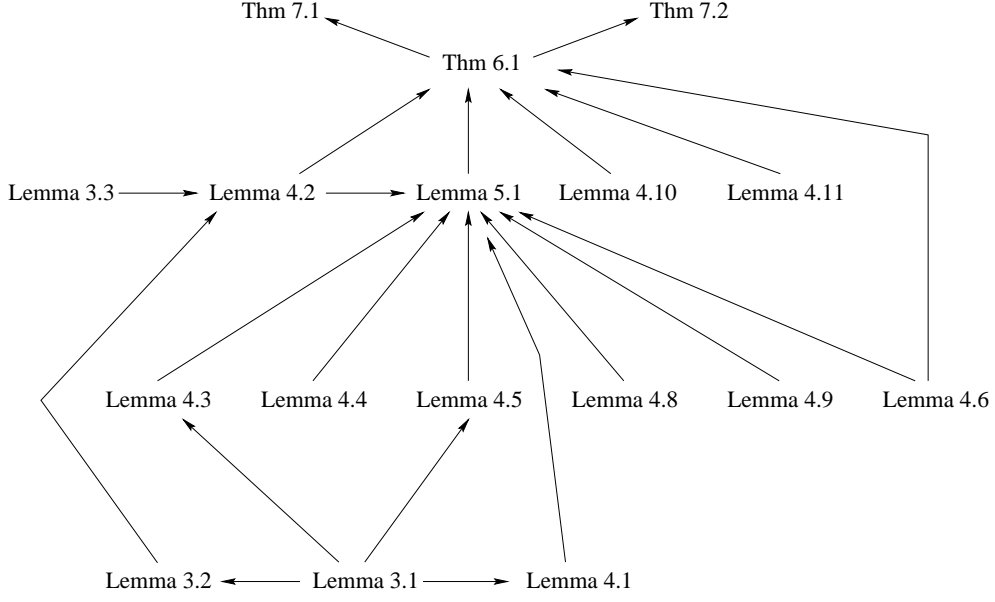 Thm 7.1 Thm 7.2
Thm 6.1
Lemma 3.3 Lemma 4.2 Lemma 5.1 Lemma 4.10 Lemma 4.11
Lemma 4.3 Lemma 4.4 Lemma 4.5 Lemma 4.8 Lemma 4.9 Lemma 4.6
Lemma 3.2 Lemma 3.1 Lemma 4.1